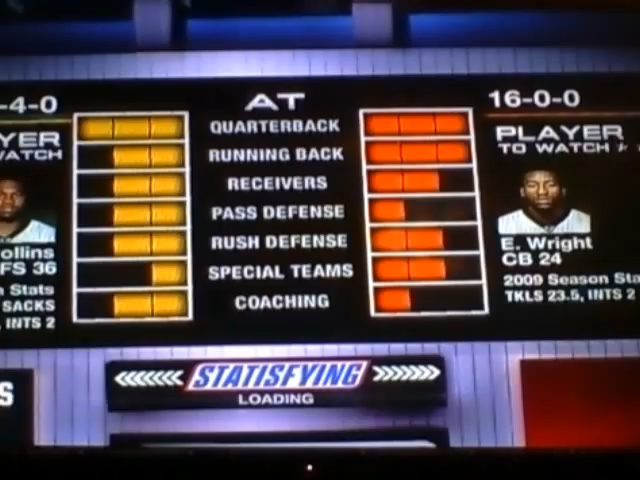 -4-0
AT
16-0-0
YER
WATCH
QUARTERBACK
RUNNING BACK
RECEIVERS
PASS DEFENSE
RUSH DEFENSE
SPECIAL TEAMS
COACHING
PLAYER
TO WATCH
ollins
FS 36
n Stats
SACKS
, INTS 2
E. Wright
CB 24
2009 Season Sta
TKLS 23.5, INTS 2
S
<<<<<<< STATISFYING >>>>>>>
LOADING